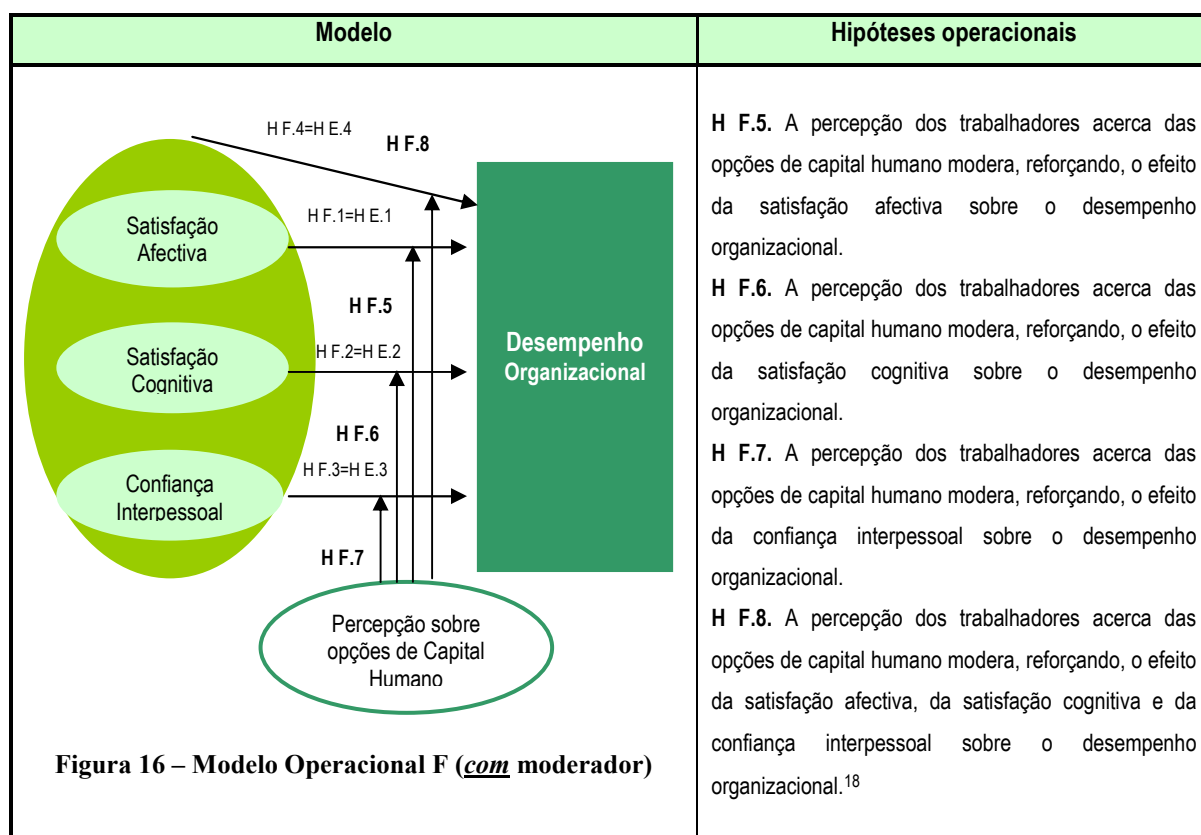 Modelo
Hipóteses operacionais
H F.4=H E.4
H F.8
Satisfação
Afectiva
H F.1=H E.1
H F.5
Satisfação
Cognitiva
H F.2=H E.2
H F.6
Confiança
Interpessoal
H F.3=H E.3
H F.7
Desempenho
Organizacional
Percepção sobre
opções de Capital
Humano
Figura 16 – Modelo Operacional F (com moderador)
H F.5. A percepção dos trabalhadores acerca das
opções de capital humano modera, reforçando, o efeito
da satisfação afectiva sobre o desempenho
organizacional.
H F.6. A percepção dos trabalhadores acerca das
opções de capital humano modera, reforçando, o efeito
da satisfação cognitiva sobre o desempenho
organizacional.
H F.7. A percepção dos trabalhadores acerca das
opções de capital humano modera, reforçando, o efeito
da confiança interpessoal sobre o desempenho
organizacional.
H F.8. A percepção dos trabalhadores acerca das
opções de capital humano modera, reforçando, o efeito
da satisfação afectiva, da satisfação cognitiva e da
confiança interpessoal sobre o desempenho
organizacional.18